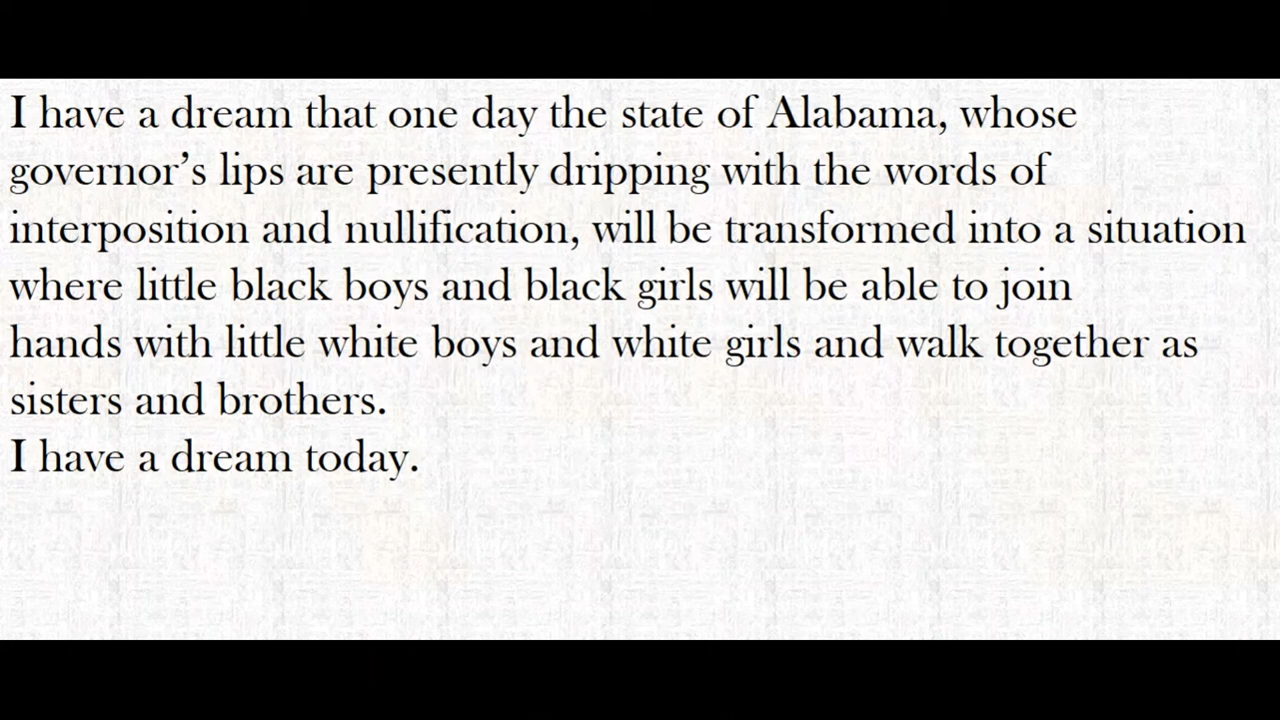 I have a dream that one day the state of Alabama, whose
governor’s lips are presently dripping with the words of
interposition and nullification, will be transformed into a situation
where little black boys and black girls will be able to join
hands with little white boys and white girls and walk together as
sisters and brothers.
I have a dream today.